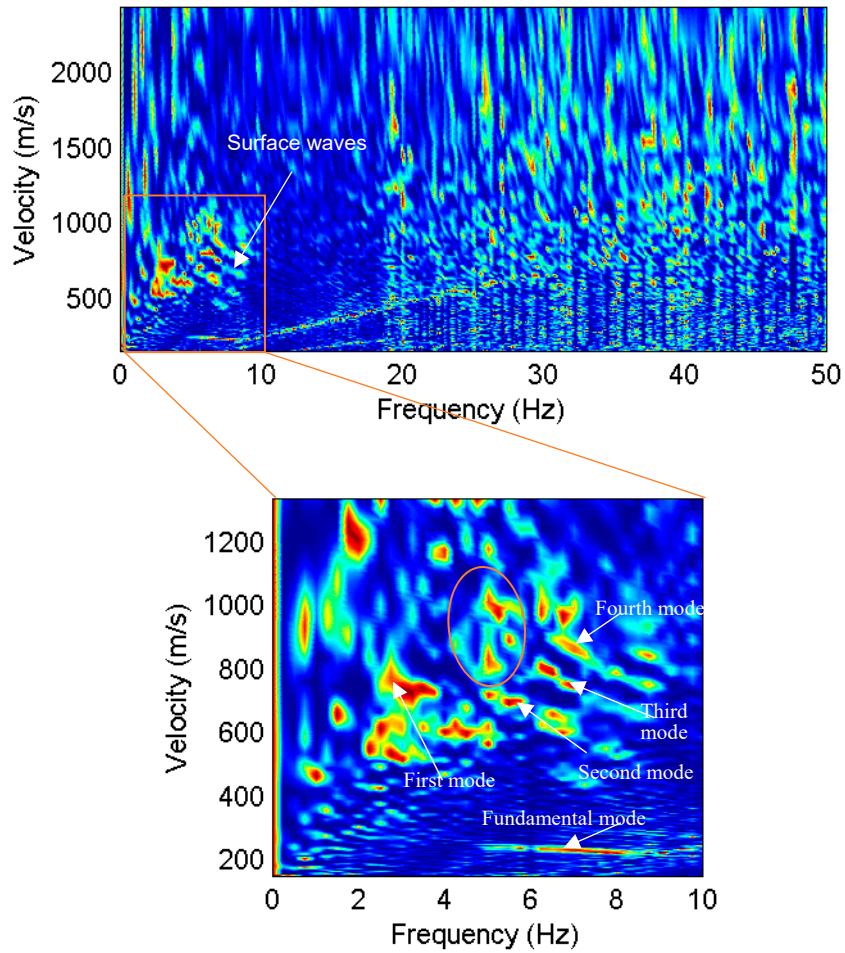 Velocity (m/s)
2000
1500
1000
500
Surface waves
0 10 20 30 40 50
Frequency (Hz)
Velocity (m/s)
1200
1000
800
600
400
200
Fourth mode
Third
mode
First mode
Second mode
Fundamental mode
0 2 4 6 8 10
Frequency (Hz)